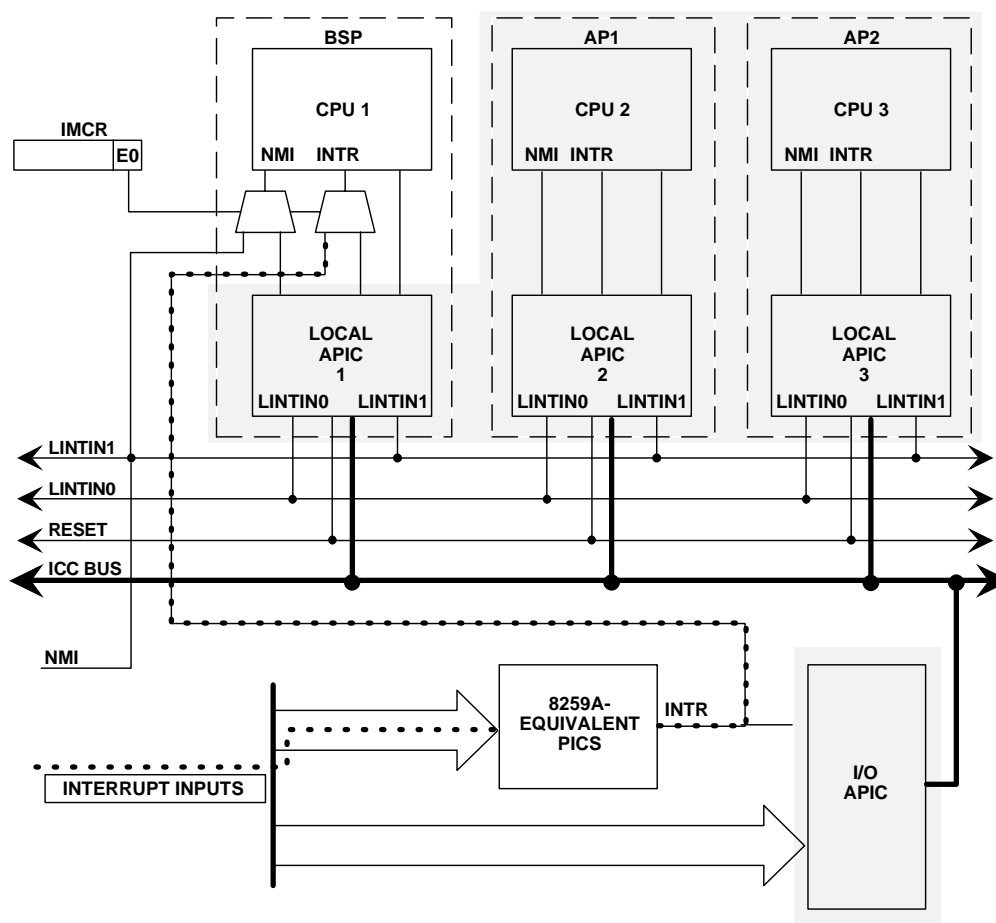 BSP
AP1
AP2
CPU 1
CPU 2
CPU 3
IMCR
E0
NMI INTR
NMI INTR
NMI INTR
LOCAL
APIC
1
LOCAL
APIC
2
LOCAL
APIC
3
LINTIN0 LINTIN1
LINTIN0 LINTIN1
LINTIN0 LINTIN1
LINTIN1
LINTIN0
RESET
ICC BUS
NMI
8259A-
EQUIVALENT
PICS
INTR
INTERRUPT INPUTS
I/O
APIC